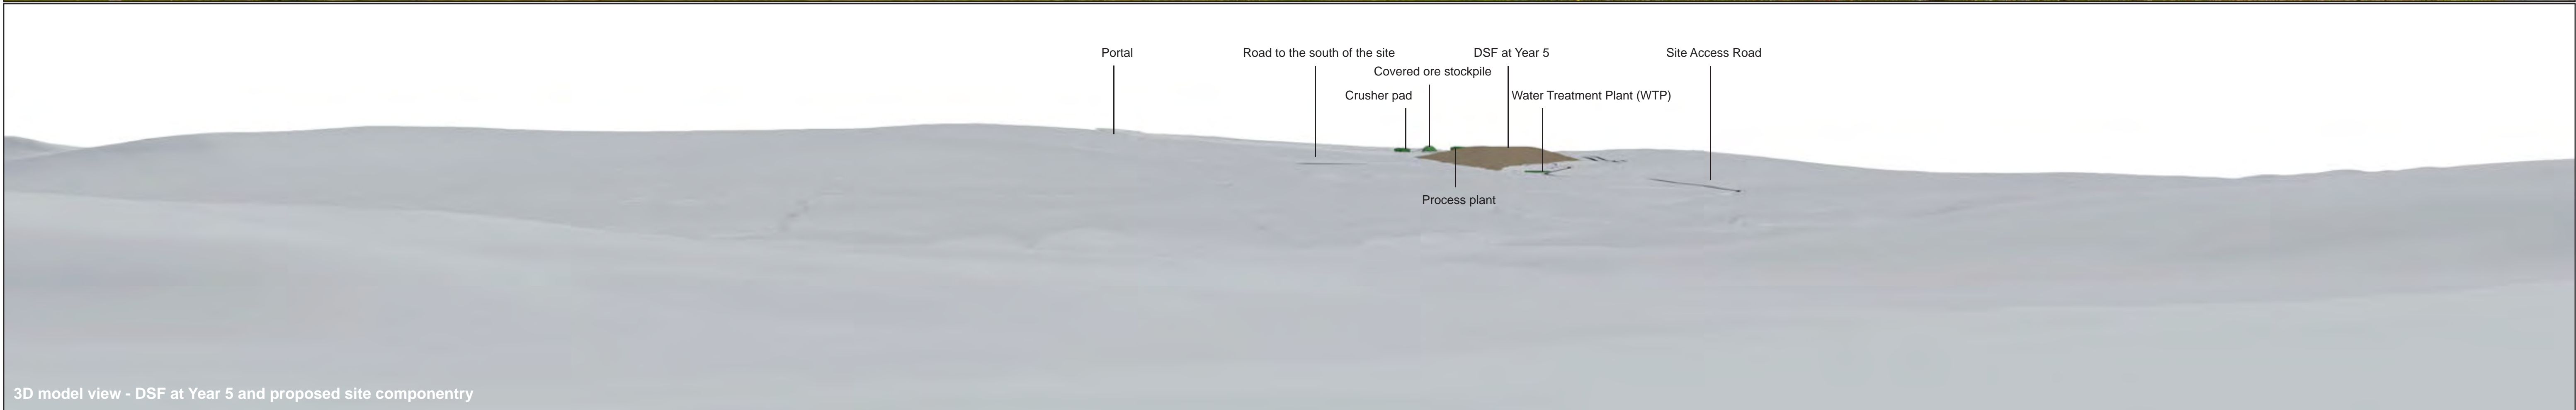 Portal
Road to the south of the site
DSF at Year 5
Site Access Road
Covered ore stockpile
Crusher pad
Water Treatment Plant (WTP)
Process plant
3D model view - DSF at Year 5 and proposed site componentry